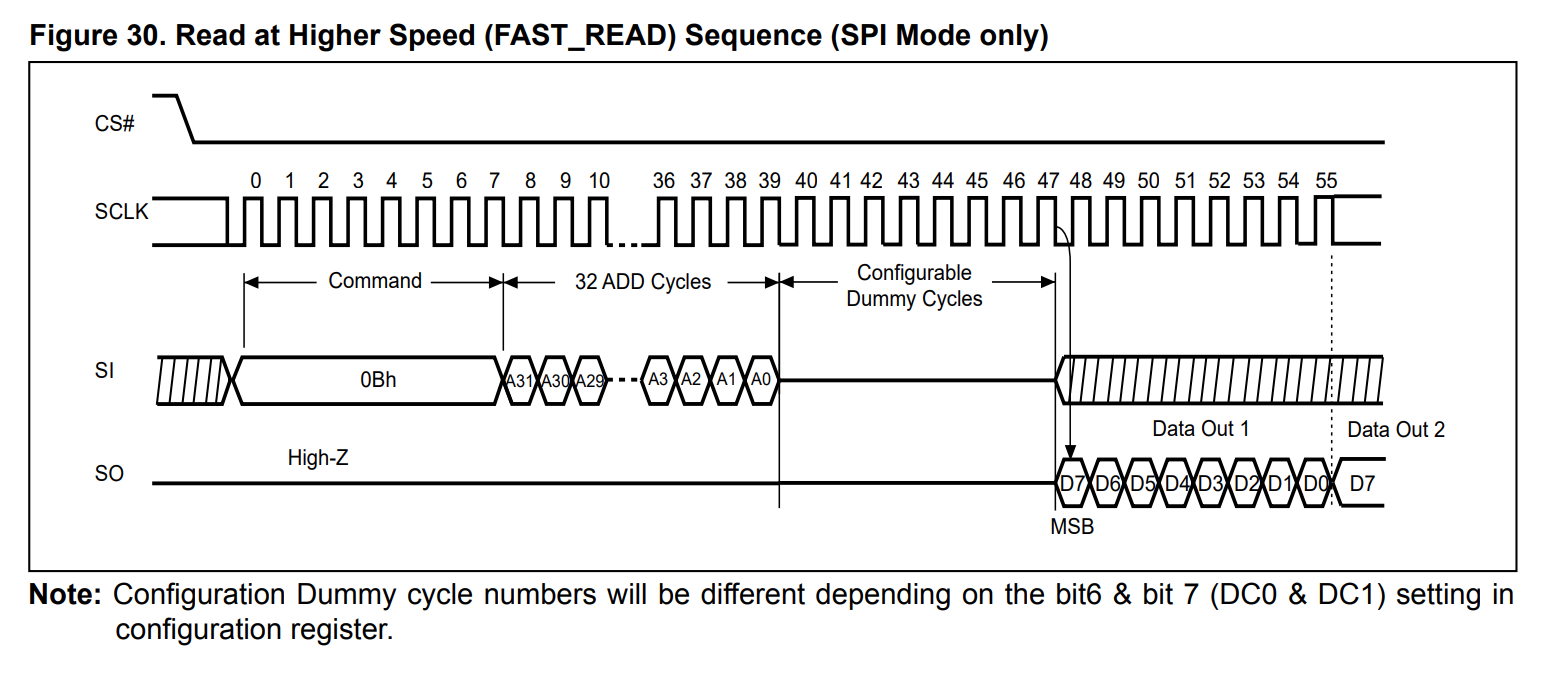 Figure 30. Read at Higher Speed (FAST_READ) Sequence (SPI Mode only)
CS#
0 1 2 3 4 5 6 7 8 9 10 36 37 38 39 40 41 42 43 44 45 46 47 48 49 50 51 52 53 54 55
SCLK
Command 32 ADD Cycles Configurable
Dummy Cycles
SI 0Bh A31 A30 A29 A3 A2 A1 A0
Data Out 1 Data Out 2
High-Z
SO D7 D6 D5 D4 D3 D2 D1 D0 D7
MSB
Note: Configuration Dummy cycle numbers will be different depending on the bit6 & bit 7 (DC0 & DC1) setting in
configuration register.